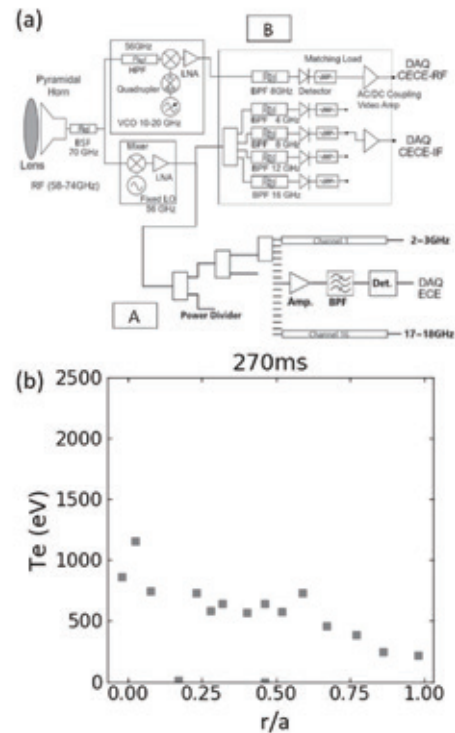 (a)
B
56GHz
HPF
LNA
Quadrupler
VCO 10-20 GHz
Pyramidal
Horn
BSF
70 GHz
Lens
RF (58-74GHz)
Mixer
LNA
Fixed LO
56 GHz
Matching Load
BPF 8GHz
Detector
AC/DC Coupling
Video Amp
DAQ
CECE-RF
BPF 4 GHz
BPF 8 GHz
BPF 12 GHz
BPF 16 GHz
DAQ
CECE-IF
A
Power Divider
Channel 1
2~3GHz
Amp.
BPF
Det.
DAQ
ECE
Channel 16
17~18GHz
(b)
270ms
2500
2000
1500
1000
500
0
Te (eV)
0.00 0.25 0.50 0.75 1.00
r/a